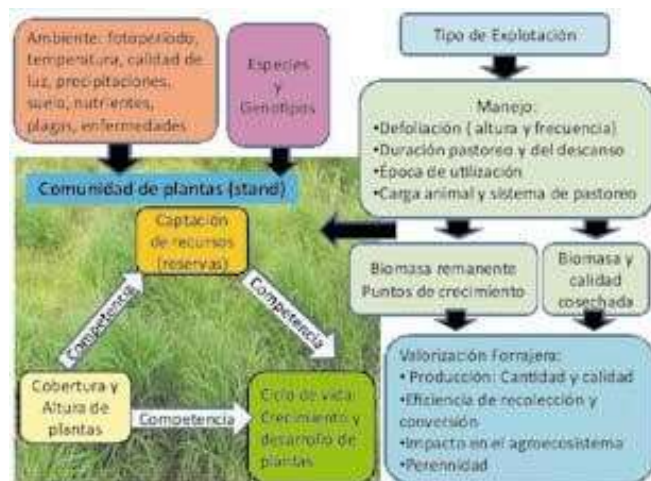 Ambiente: fotoperíodo,
temperatura, calidad de
luz, precipitaciones,
suelo, nutrientes,
plagas, enfermedades
Especies
y
Genotipos
Comunidad de plantas (stand)
Captación
de recursos
(reservas)
Competencia
Competencia
Cobertura y
Altura de
plantas
Competencia
Ciclo de vida:
Crecimiento y
desarrollo de
plantas
Tipo de Explotación
Manejo:
•Defoliación ( altura y frecuencia)
•Duración pastoreo y del descanso
•Época de utilización
•Carga animal y sistema de pastoreo
Biomasa remanente
Puntos de crecimiento
Biomasa y
calidad
cosechada
Valorización Forrajera:
• Producción: Cantidad y calidad
•Eficiencia de recolección y
conversión
•Impacto en el agroecosistema
•Perennidad